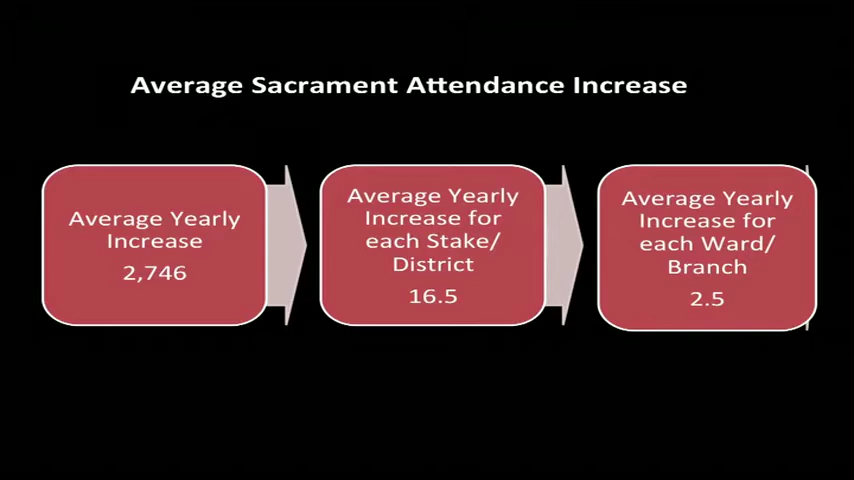 Average Sacrament Attendance Increase
Average Yearly
Increase
2,746
Average Yearly
Increase for
each Stake/
District
16.5
Average Yearly
Increase for
each Ward/
Branch
2.5